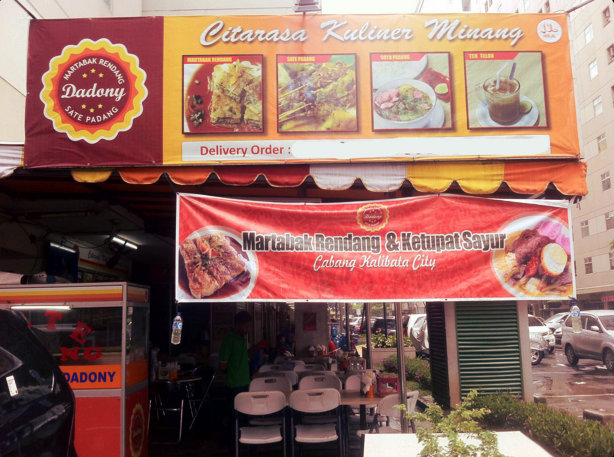 Citarasa Kuliner Minang
MARTABAK RENDANG
Dadony
SATE PADANG
MARTABAK RENDANG
SATE PADANG
SOTO PADANG
TEH TALUA
Delivery Order :
Dadony
Martabak Rendang & Ketupat Sayur
Cabang Kalibata City
DADONY